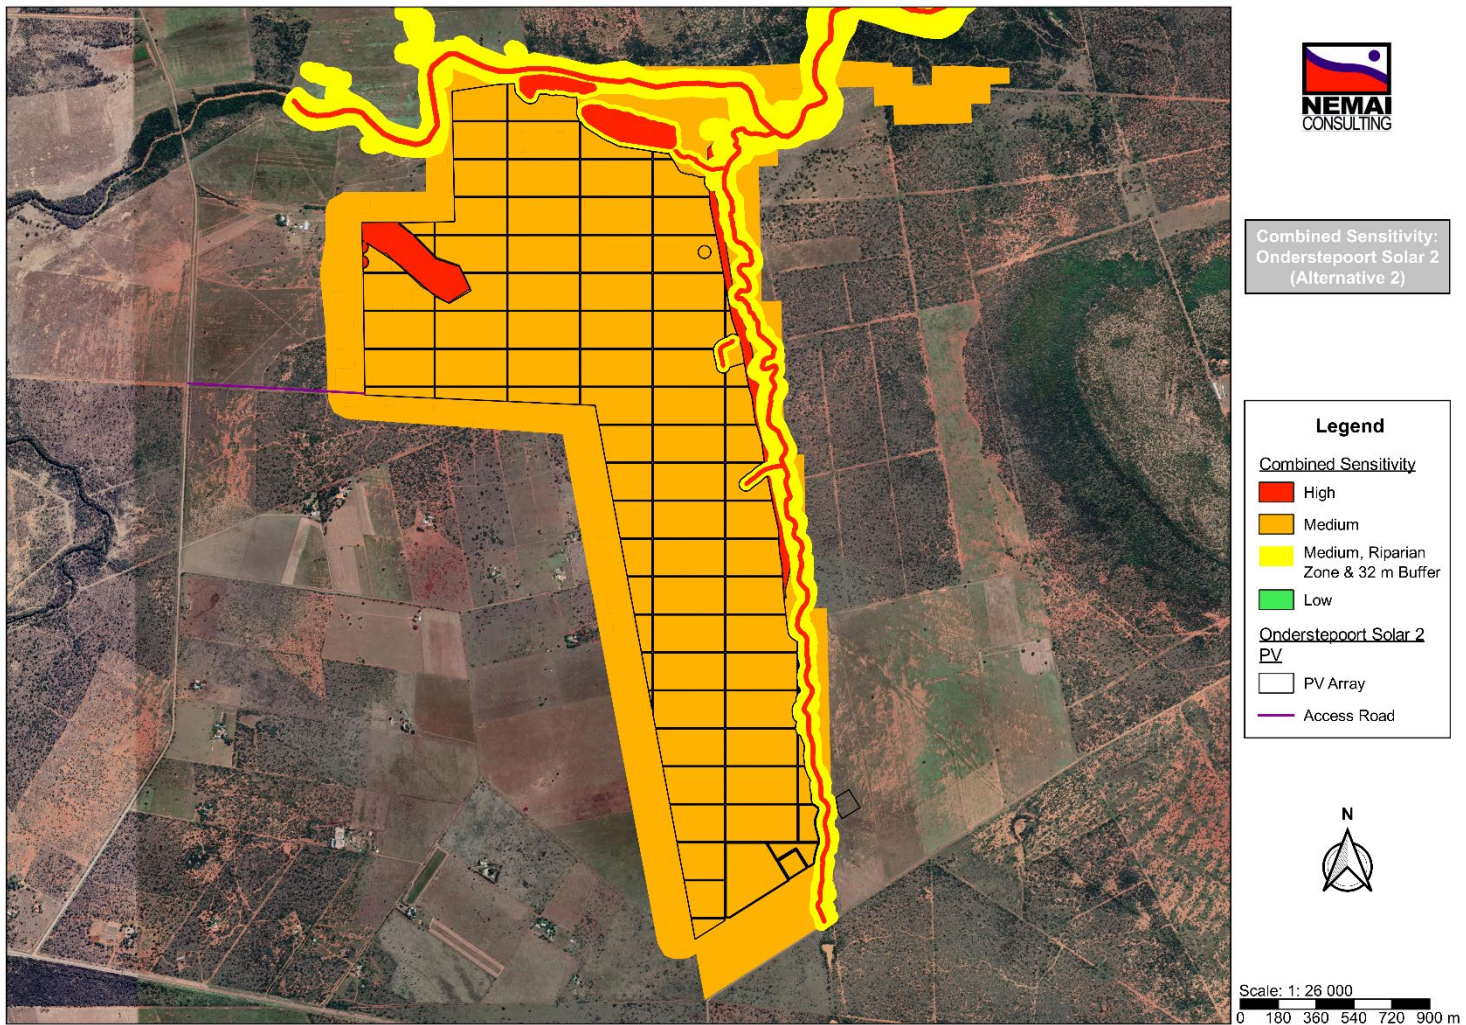 NEMAI
CONSULTING
Combined Sensitivity:
Onderstepoort Solar 2
(Alternative 2)
Legend
Combined Sensitivity
High
Medium
Medium, Riparian
Zone & 32 m Buffer
Low
Onderstepoort Solar 2
PV
PV Array
Access Road
N
Scale: 1: 26 000
0 180 360 540 720 900 m